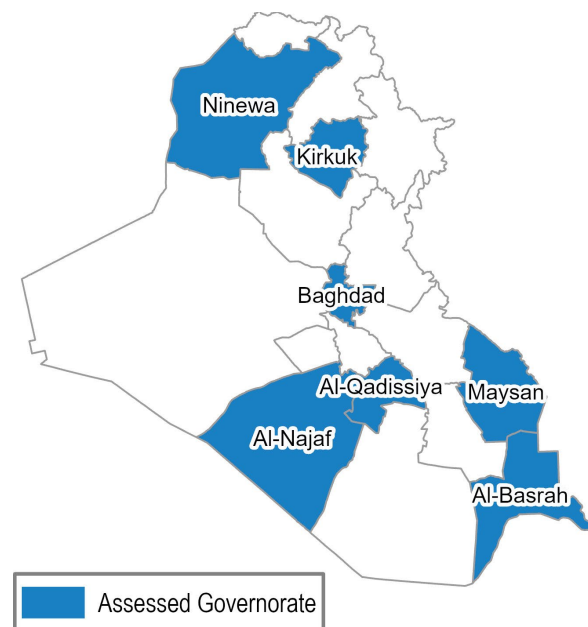 Ninewa
Kirkuk
Baghdad
Al-Qadissiya
Maysan
Al-Najaf
Al-Basrah
Assessed Governorate